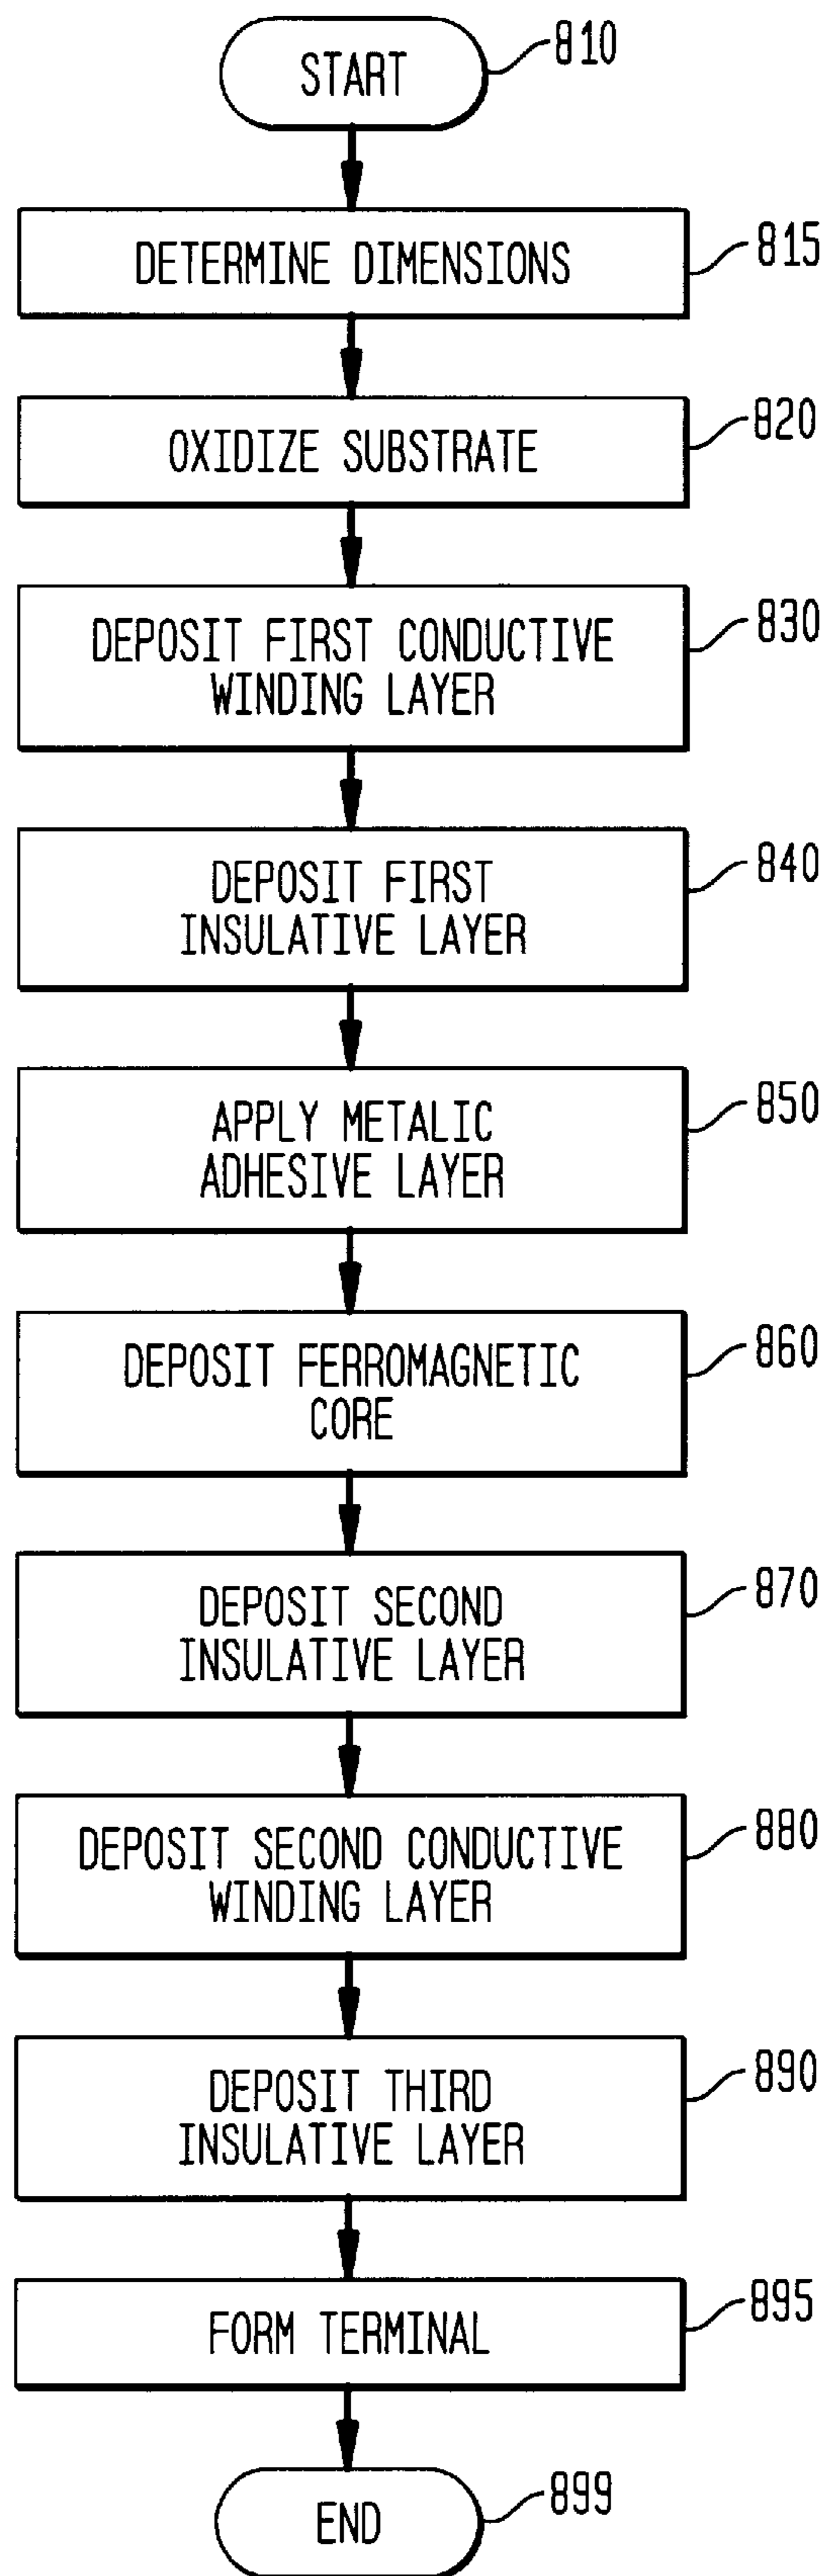 START
810
DETERMINE DIMENSIONS
815
OXIDIZE SUBSTRATE
820
DEPOSIT FIRST CONDUCTIVE
WINDING LAYER
830
DEPOSIT FIRST
INSULATIVE LAYER
840
APPLY METALIC
ADHESIVE LAYER
850
DEPOSIT FERROMAGNETIC
CORE
860
DEPOSIT SECOND
INSULATIVE LAYER
870
DEPOSIT SECOND CONDUCTIVE
WINDING LAYER
880
DEPOSIT THIRD
INSULATIVE LAYER
890
FORM TERMINAL
895
END
899